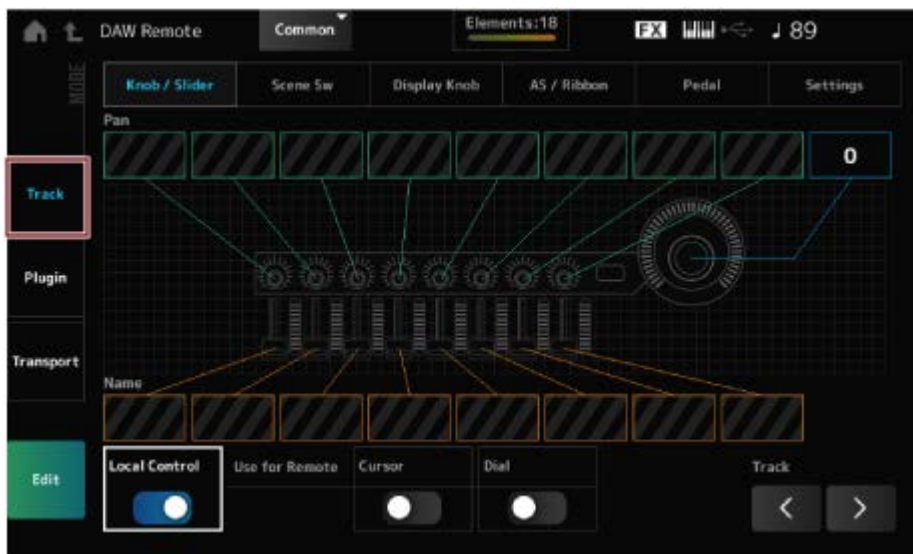 DAW Remote
Common
Elements:18
FX
89
MODE
Knob / Slider
Scene Sw
Display Knob
AS / Ribbon
Pedal
Settings
Pan
0
Track
Plugin
Transport
Name
Edit
Local Control
Use for Remote
Cursor
Dial
Track